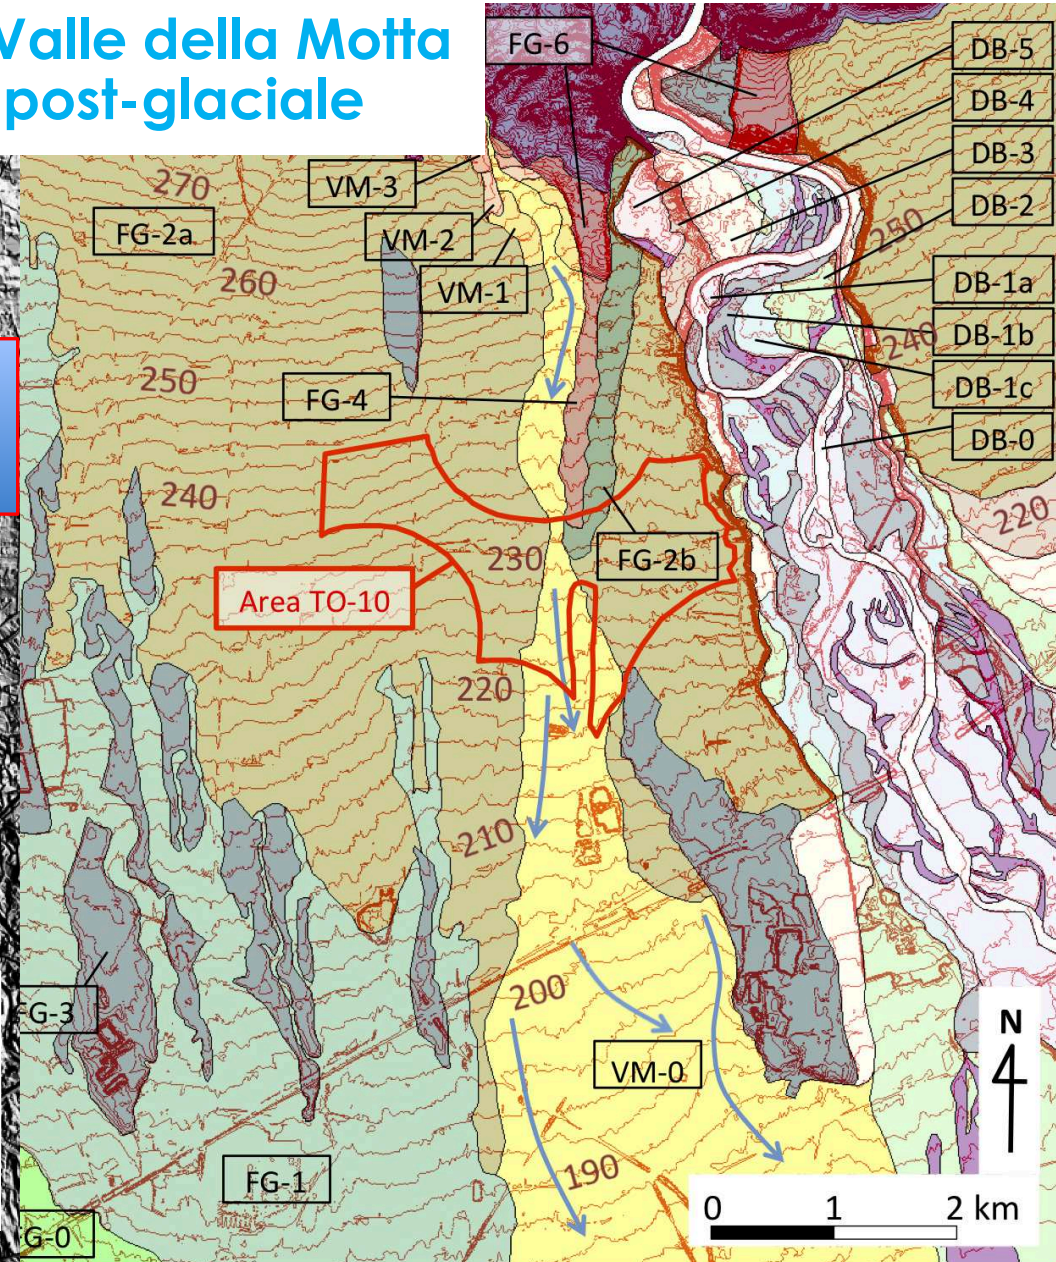 Valle della Motta
post-glaciale
FG-6
DB-5
DB-4
DB-3
DB-2
DB-1a
DB-1b
DB-1c
DB-0
VM-3
VM-2
VM-1
FG-2a
270
260
250
240
250
240
220
FG-4
230
FG-2b
Area TO-10
220
210
200
190
G-3
VM-0
FG-1
G-0
N
0 1 2 km